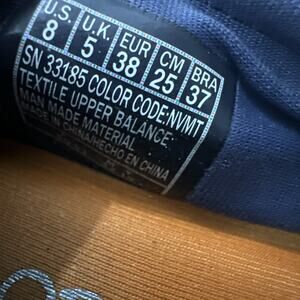 U.S. U.K. EUR CM BRA
8 5 38 25 37
SN 33185 COLOR CODE:NVMT
TEXTILE UPPER BALANCE:
MAN MADE MATERIAL
MADE IN CHINA/HECHO EN CHINA